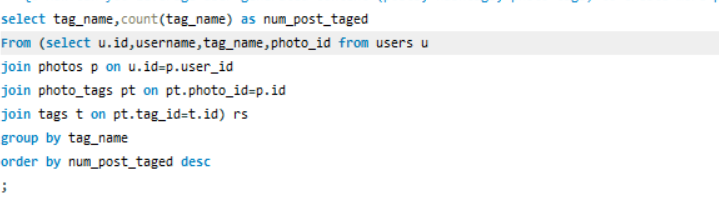 select tag_name,count(tag_name) as num_post_taged
From (select u.id,username,tag_name,photo_id from users u
join photos p on u.id=p.user_id
join photo_tags pt on pt.photo_id=p.id
join tags t on pt.tag_id=t.id) rs
group by tag_name
order by num_post_taged desc
;